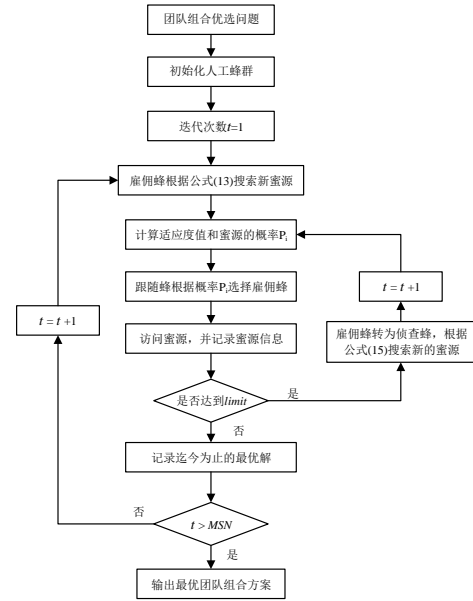 团队组合优选问题
初始化人工蜂群
迭代次数t=1
雇佣蜂根据公式(13)搜索新蜜源
计算适应度值和蜜源的概率Pi
跟随蜂根据概率Pi选择雇佣蜂
t = t +1
t = t +1
访问蜜源，并记录蜜源信息
雇佣蜂转为侦查蜂，根据
公式(15)搜索新的蜜源
是否达到limit
是
否
记录迄今为止的最优解
否
t > MSN
是
输出最优团队组合方案